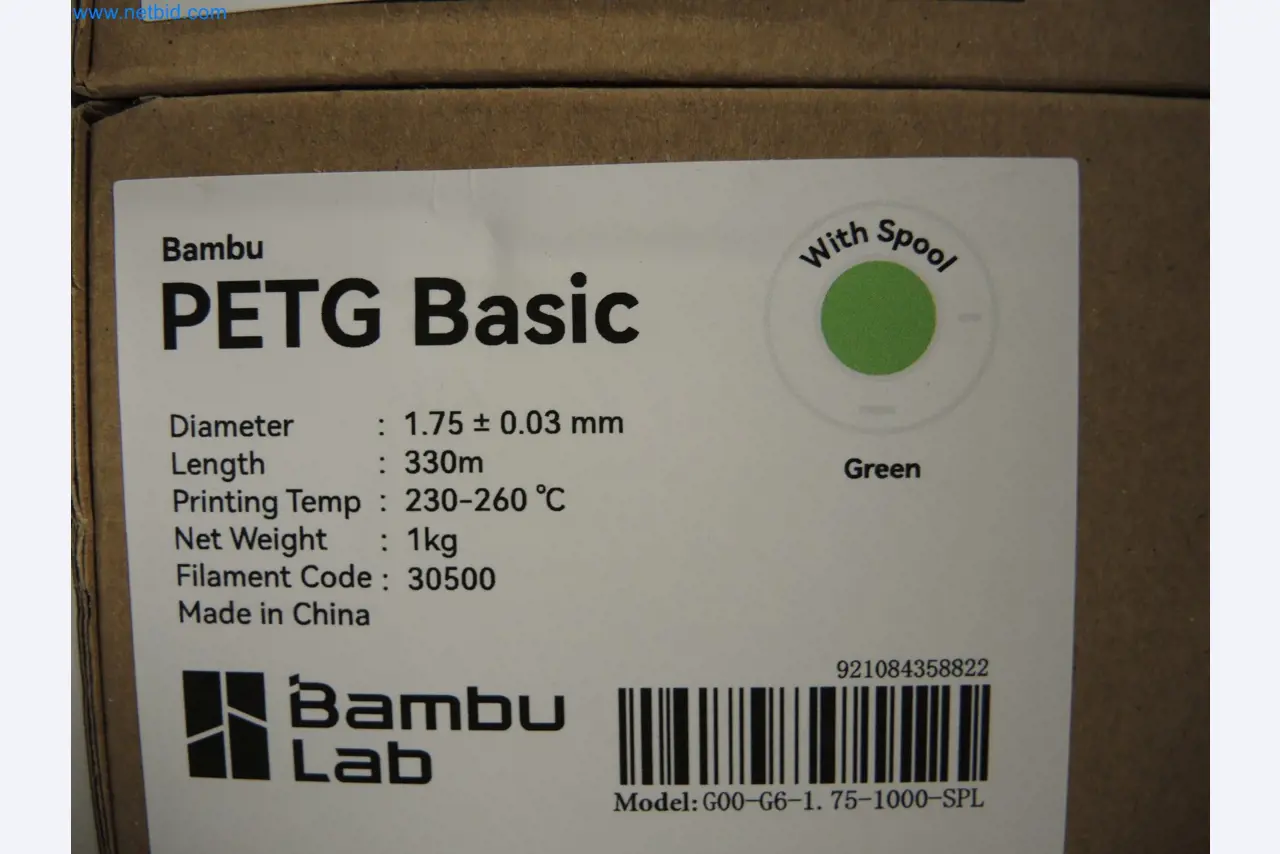 www.netbid.com
With Spool
Bambu
PETG Basic
Diameter : 1.75 ± 0.03 mm
Length : 330m
Printing Temp : 230-260 ℃
Net Weight : 1kg
Filament Code : 30500
Made in China
Green
Bambu
Lab
921084358822
Model: G00-G6-1.75-1000-SPL